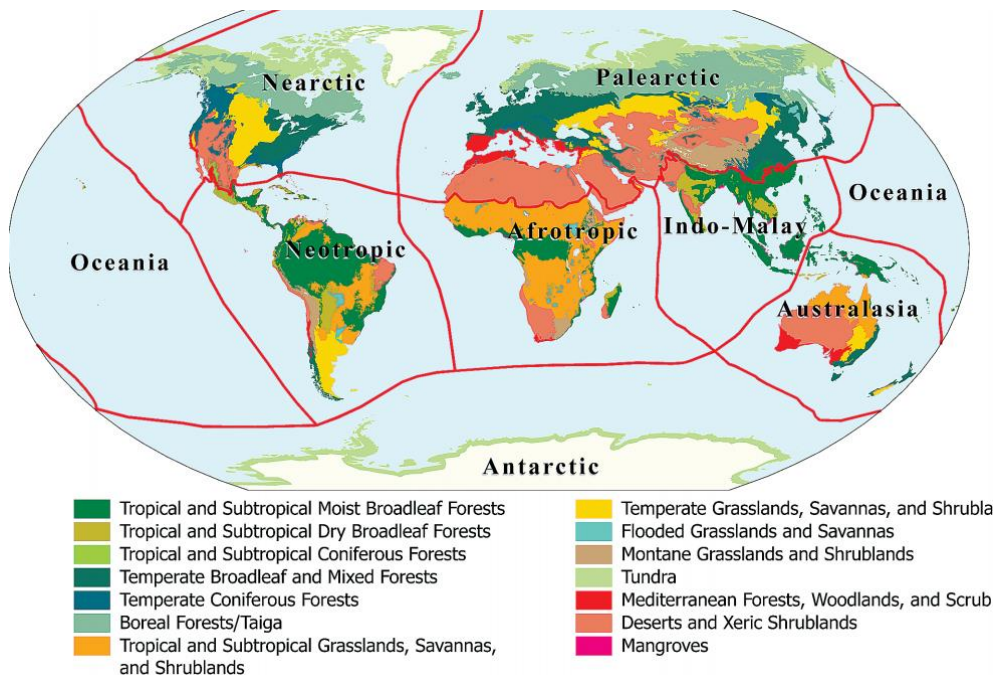 Nearctic
Palearctic
Oceania
Neotropic
Afrotropic
Indo-Malay
Oceania
Australasia
Antarctic
Tropical and Subtropical Moist Broadleaf Forests
Tropical and Subtropical Dry Broadleaf Forests
Tropical and Subtropical Coniferous Forests
Temperate Broadleaf and Mixed Forests
Temperate Coniferous Forests
Boreal Forests/Taiga
Tropical and Subtropical Grasslands, Savannas,
and Shrublands
Temperate Grasslands, Savannas, and Shrubla
Flooded Grasslands and Savannas
Montane Grasslands and Shrublands
Tundra
Mediterranean Forests, Woodlands, and Scrub
Deserts and Xeric Shrublands
Mangroves